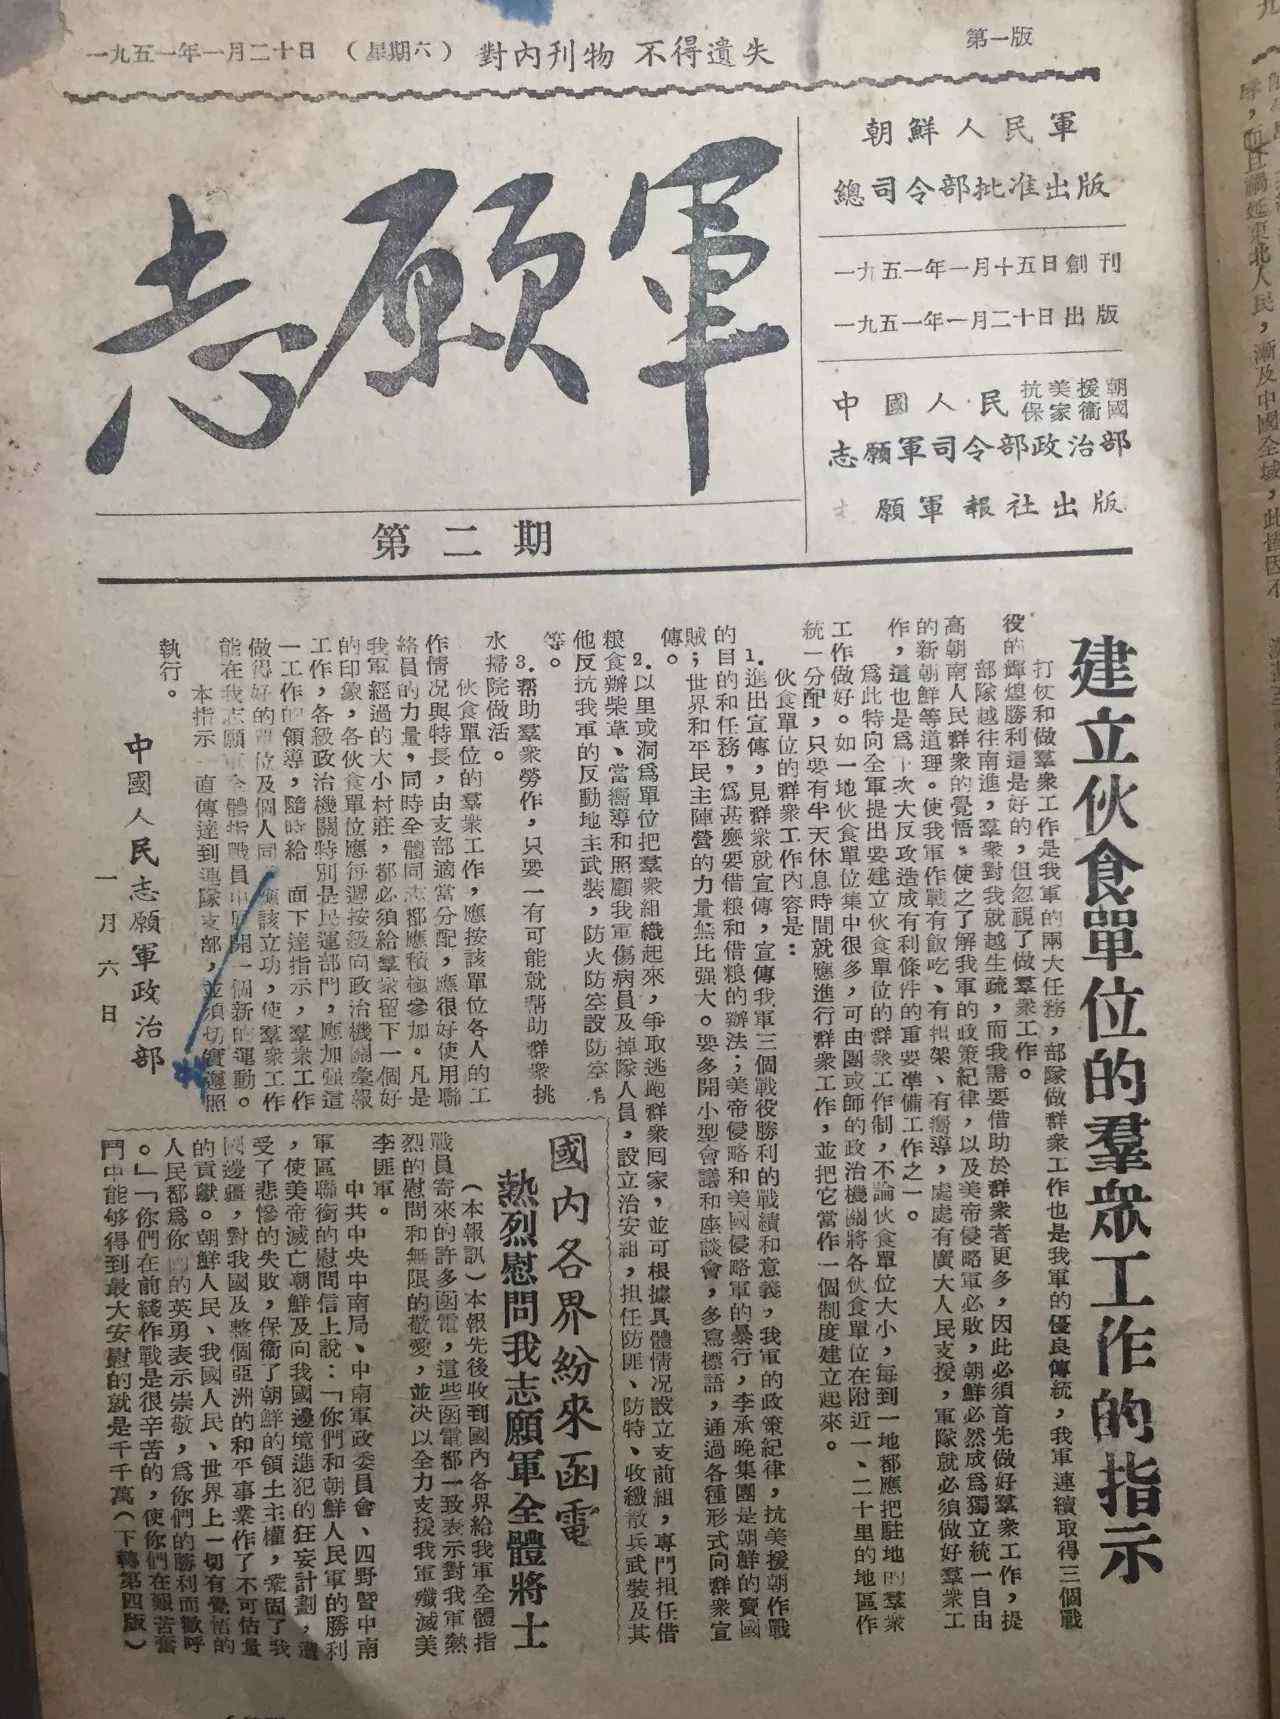 一九五一年一月二十日 （星期六） 對內刊物 不得遺失
第一版
志願軍
第二期
朝鮮人民軍
總司令部批准出版
一九五一年一月十五日創刊
一九五一年一月二十日出版
中國人民抗美援朝保家衞國
志願軍司令部政治部
願軍報社出版
建立伙食單位的羣眾工作的指示
打仗和做羣衆工作是我軍的兩大任務，部隊做群衆工作也是我軍的優良傳統，我軍連續取得三個戰
役的輝煌勝利這是好的，但忽視了做羣衆工作。
部隊越往南進，羣衆對我就越生疏，而我需要借助於群衆者更多，因此必須首先做好羣衆工作，提
高朝南人民群衆的覺悟，使之了解我軍的政策紀律，以及美帝侵略軍必敗，朝鮮必然成爲獨立統一自由
的新朝鮮等道理。使我軍作戰有飯吃、有担架、有嚮導，處處有廣大人民支援，軍隊就必須做好羣衆工
作，這也是爲下次大反攻造成有利條件的重要準備工作之一。
爲此特向全軍提出要建立伙食單位的群衆工作制，不論伙食單位大小，每到一地都應把駐地的羣衆
工作做好。如一地伙食單位集中很多，可由團或師的政治機關將各伙食單位在附近一、二十里的地區作
統一分配，只要有半天休息時間就應進行群衆工作，並把它當作一個制度建立起來。
伙食單位的群衆工作內容是：
1.進出宣傳，見群衆就宣傳，宣傳我軍三個戰役勝利的戰績和意義，我軍的政策紀律，抗美援朝作戰
的目的和任務，爲甚麽要借粮和借粮的辦法；美帝侵略和美國侵略軍的暴行，李承晚集團是朝鮮的賣國
賊；世界和平民主陣營的力量無比强大。要多開小型會議和座談會，多寫標語，通過各種形式向群衆宣
傳。
2.以里或洞爲單位把羣衆組織起來，爭取逃跑群衆回家，並可根據具體情況設立支前組，專門担任借
粮食辦柴草、當嚮導和照顧我軍傷病員及掉隊人員，設立治安組，担任防匪、防特、收繳散兵武裝及其
他反抗我軍的反動地主武裝，防火防空設防空
等。
3.帮助羣衆勞作，只要一有可能就帮助群衆挑
水掃院做活。
伙食單位的羣衆工作，應按該單位各人的工
作情况與特長，由支部適當分配，應很好使用聯
絡員的力量，同時全體同志都應積極參加。凡是
我軍經過的大小村莊，都必須給羣衆留下一個好
的印象，各伙食單位應每週按級向政治機關彙報
工作，各級政治機關特別是民運部門，應加强這
一工作的領導，隨時給下面下達指示，羣衆工作
做得好的單位及個人同應該立功，使羣衆工作
能在我志願軍全體指戰員中展開一個新的運動。
本指示一直傳達到連隊支部，並須切實遵照
執行。
中國人民志願軍政治部
一月六日
國內各界紛來函電
熱烈慰問我志願軍全體將士
（本報訊）本報先後收到國內各界給我軍全體指
戰員寄來的許多函電，這些函電都一致表示對我軍熱
烈的慰問和無限的敬愛，並决以全力支援我軍殲滅美
李匪軍。
中共中央中南局、中南軍政委員會、四野暨中南
軍區聯銜的慰問信上說：「你們和朝鮮人民軍的勝利
，使美帝滅亡朝鮮及向我國邊境進犯的狂妄計劃，遭
受了悲慘的失敗，保衞了朝鮮的領土主權，鞏固了我
國邊疆，對我國及整個亞洲的和平事業作了不可估量
的貢獻。朝鮮人民、我國人民、世界上一切有覺悟的
人民都爲你們的英勇表示崇敬，爲你們的勝利而歡呼
。」「你們在前綫作戰是很辛苦的，使你們在艱苦奮
鬥中能够得到最大安慰的就是千千萬（下轉第四版）
而且禍延東北人民，漸及中國全域，此皆因不